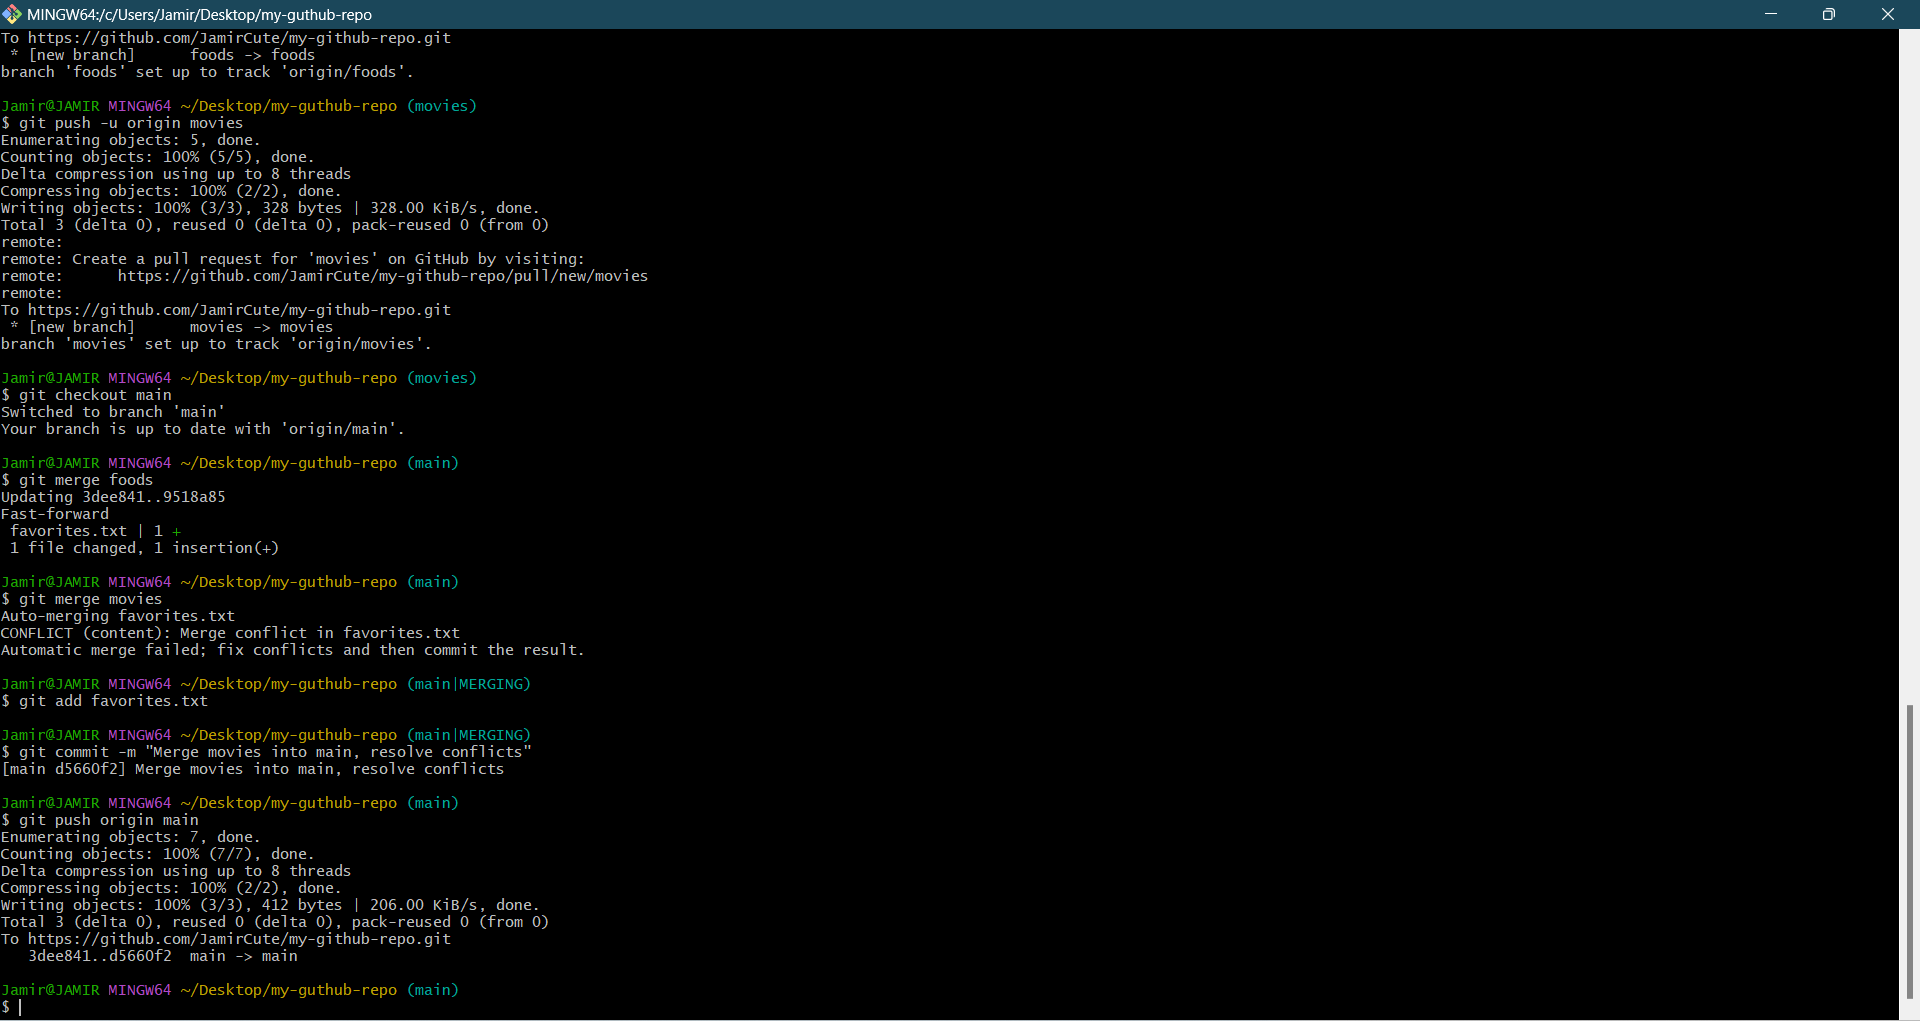 MINGW64:/c/Users/Jamir/Desktop/my-guthub-repo
To https://github.com/JamirCute/my-github-repo.git
 * [new branch]      foods -> foods
branch 'foods' set up to track 'origin/foods'.
Jamir@JAMIR MINGW64 ~/Desktop/my-guthub-repo (movies)
$ git push -u origin movies
Enumerating objects: 5, done.
Counting objects: 100% (5/5), done.
Delta compression using up to 8 threads
Compressing objects: 100% (2/2), done.
Writing objects: 100% (3/3), 328 bytes | 328.00 KiB/s, done.
Total 3 (delta 0), reused 0 (delta 0), pack-reused 0 (from 0)
remote:
remote: Create a pull request for 'movies' on GitHub by visiting:
remote:      https://github.com/JamirCute/my-github-repo/pull/new/movies
remote:
To https://github.com/JamirCute/my-github-repo.git
 * [new branch]      movies -> movies
branch 'movies' set up to track 'origin/movies'.
Jamir@JAMIR MINGW64 ~/Desktop/my-guthub-repo (movies)
$ git checkout main
Switched to branch 'main'
Your branch is up to date with 'origin/main'.
Jamir@JAMIR MINGW64 ~/Desktop/my-guthub-repo (main)
$ git merge foods
Updating 3dee841..9518a85
Fast-forward
 favorites.txt | 1 +
 1 file changed, 1 insertion(+)
Jamir@JAMIR MINGW64 ~/Desktop/my-guthub-repo (main)
$ git merge movies
Auto-merging favorites.txt
CONFLICT (content): Merge conflict in favorites.txt
Automatic merge failed; fix conflicts and then commit the result.
Jamir@JAMIR MINGW64 ~/Desktop/my-guthub-repo (main|MERGING)
$ git add favorites.txt
Jamir@JAMIR MINGW64 ~/Desktop/my-guthub-repo (main|MERGING)
$ git commit -m "Merge movies into main, resolve conflicts"
[main d5660f2] Merge movies into main, resolve conflicts
Jamir@JAMIR MINGW64 ~/Desktop/my-guthub-repo (main)
$ git push origin main
Enumerating objects: 7, done.
Counting objects: 100% (7/7), done.
Delta compression using up to 8 threads
Compressing objects: 100% (2/2), done.
Writing objects: 100% (3/3), 412 bytes | 206.00 KiB/s, done.
Total 3 (delta 0), reused 0 (delta 0), pack-reused 0 (from 0)
To https://github.com/JamirCute/my-github-repo.git
   3dee841..d5660f2  main -> main
Jamir@JAMIR MINGW64 ~/Desktop/my-guthub-repo (main)
$